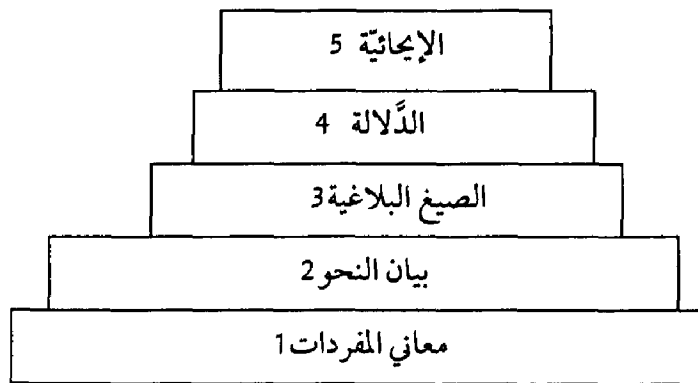 الإيحائيّة 5
الدَّلالة 4
الصيغ البلاغية3
بيان النحو2
معاني المفردات1